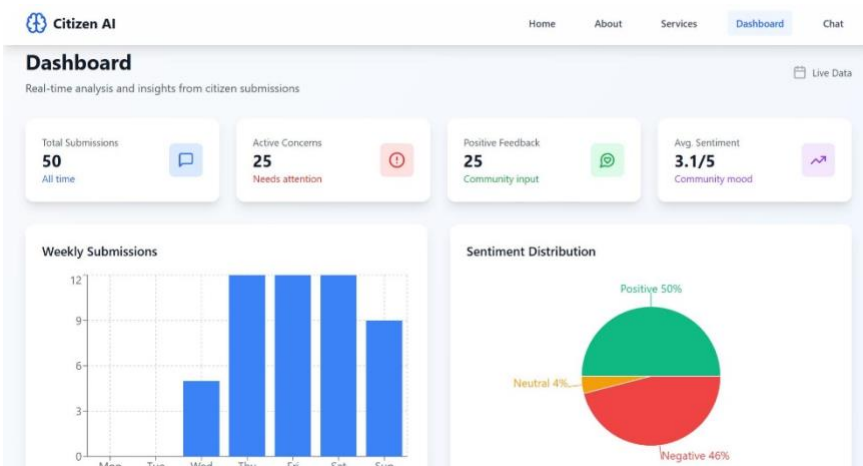 Citizen AI
Home About Services Dashboard Chat
Dashboard
Real-time analysis and insights from citizen submissions
Live Data
Total Submissions
50
All time
Active Concerns
25
Needs attention
Positive Feedback
25
Community input
Avg. Sentiment
3.1/5
Community mood
Weekly Submissions
12
9
6
3
0
Mon Tue Wed Thu Fri Sat Sun
Sentiment Distribution
Positive 50%
Neutral 4%
Negative 46%